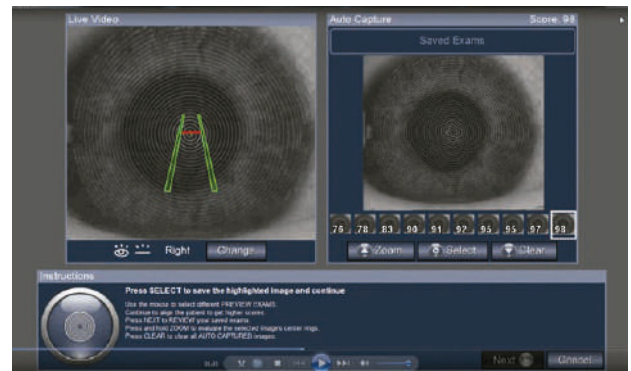 Live Video
Auto Capture
Score: 98
Saved Exams
76 78 83 90 91 92 95 95 97 98
Right
Change
Zoom
Select
Clear
Instructions
Press SELECT to save the highlighted image and continue
Use the mouse to select different PREVIEW EXAMS.
Continue to align the patient to get higher scores.
Press NEXT to REVIEW your saved exams.
Press and hold ZOOM to evaluate the selected images center rings.
Press CLEAR to clear all AUTO CAPTURED images.
Next
Cancel